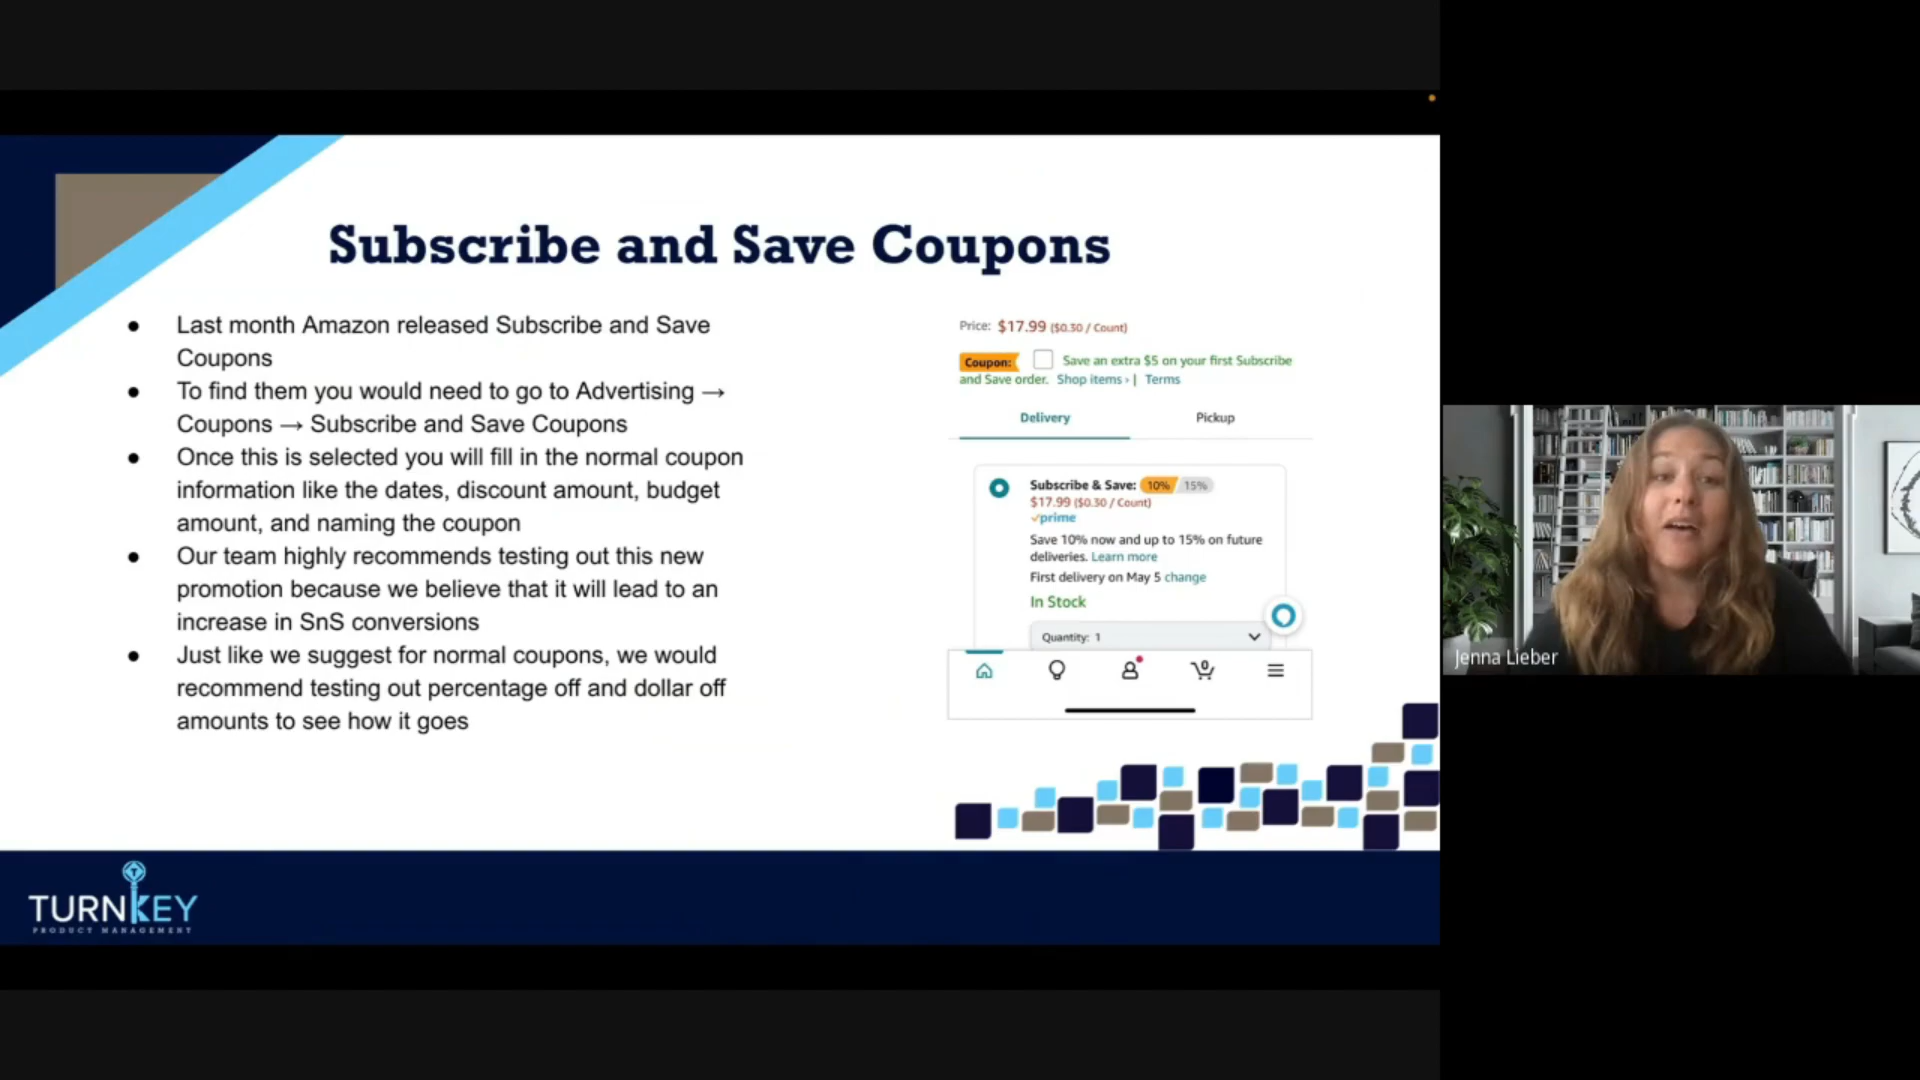 Subscribe and Save Coupons
● Last month Amazon released Subscribe and Save
Coupons
● To find them you would need to go to Advertising →
Coupons → Subscribe and Save Coupons
● Once this is selected you will fill in the normal coupon
information like the dates, discount amount, budget
amount, and naming the coupon
● Our team highly recommends testing out this new
promotion because we believe that it will lead to an
increase in SnS conversions
● Just like we suggest for normal coupons, we would
recommend testing out percentage off and dollar off
amounts to see how it goes
Price: $17.99 ($0.30 / Count)
Coupon: Save an extra $5 on your first Subscribe
and Save order. Shop items › | Terms
Delivery Pickup
Subscribe & Save: 10% 15%
$17.99 ($0.30 / Count)
prime
Save 10% now and up to 15% on future
deliveries. Learn more
First delivery on May 5 change
In Stock
Quantity: 1
0
Jenna Lieber
TURNKEY
PRODUCT MANAGEMENT